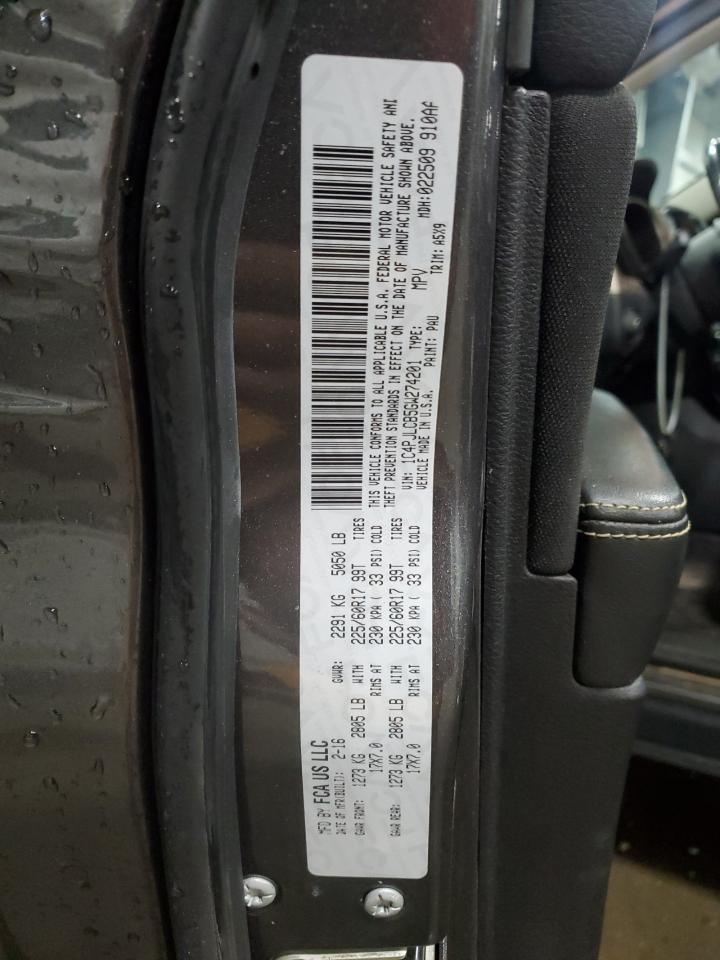 MFD BY FCA US LLC
DATE OF MFR(BUILT): 2-16 GVWR: 2291 KG 5050 LB
GAWR FRONT: 1273 KG 2805 LB WITH 225/60R17 99T TIRES
17X7.0 RIMS AT 230 KPA ( 33 PSI) COLD
GAWR REAR: 1273 KG 2805 LB WITH 225/60R17 99T TIRES
17X7.0 RIMS AT 230 KPA ( 33 PSI) COLD
THIS VEHICLE CONFORMS TO ALL APPLICABLE U.S.A. FEDERAL MOTOR VEHICLE SAFETY AND
THEFT PREVENTION STANDARDS IN EFFECT ON THE DATE OF MANUFACTURE SHOWN ABOVE.
VIN: 1C4PJLCB5GW274201 TYPE: MPV MDH:022509 910AF
VEHICLE MADE IN U.S.A. PAINT: PAU TRIM: A5X9